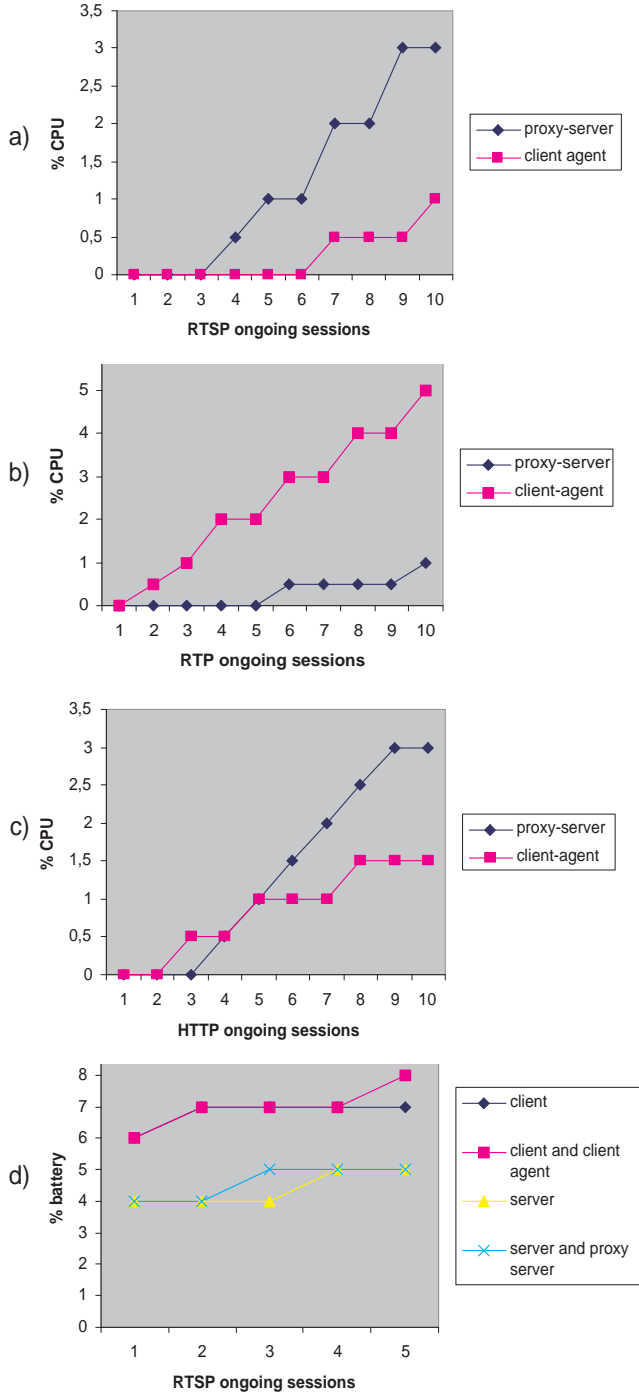 a)
% CPU
3,5
3
2,5
2
1,5
1
0,5
0
1 2 3 4 5 6 7 8 9 10
RTSP ongoing sessions
proxy-server
client agent
b)
% CPU
5
4
3
2
1
0
1 2 3 4 5 6 7 8 9 10
RTP ongoing sessions
proxy-server
client-agent
c)
% CPU
3,5
3
2,5
2
1,5
1
0,5
0
1 2 3 4 5 6 7 8 9 10
HTTP ongoing sessions
proxy-server
client-agent
d)
% battery
8
7
6
5
4
3
2
1
0
1 2 3 4 5
RTSP ongoing sessions
client
client and client
agent
server
server and proxy
server